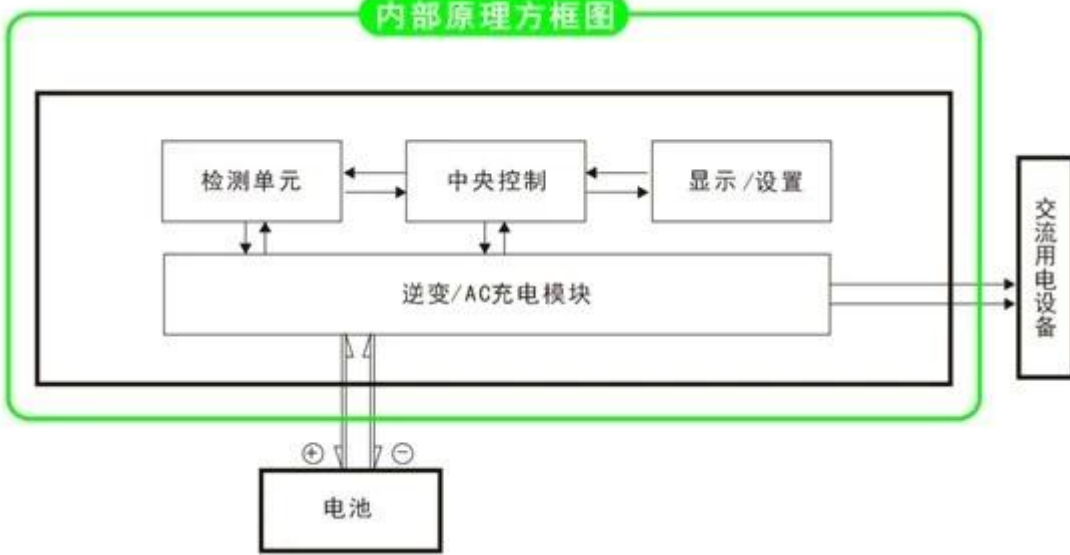 内部原理方框图
检测单元
中央控制
显示/设置
逆变/AC充电模块
交流用电设备
⊕
⊖
电池